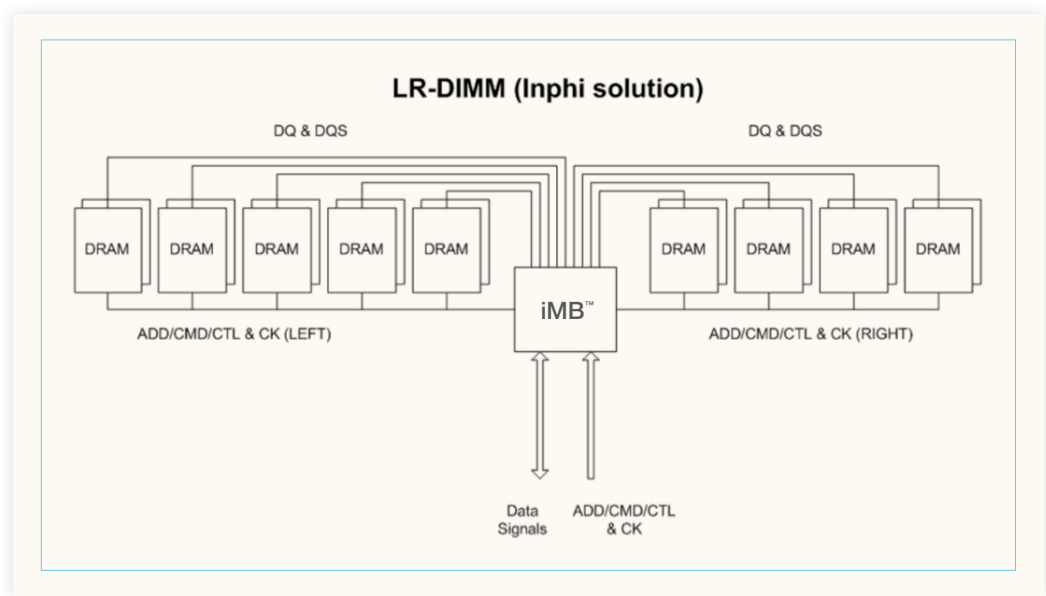 LR-DIMM (Inphi solution)
DQ & DQS
DQ & DQS
DRAM
DRAM
DRAM
DRAM
DRAM
DRAM
DRAM
DRAM
DRAM
iMB™
ADD/CMD/CTL & CK (LEFT)
ADD/CMD/CTL & CK (RIGHT)
Data
Signals
ADD/CMD/CTL
& CK